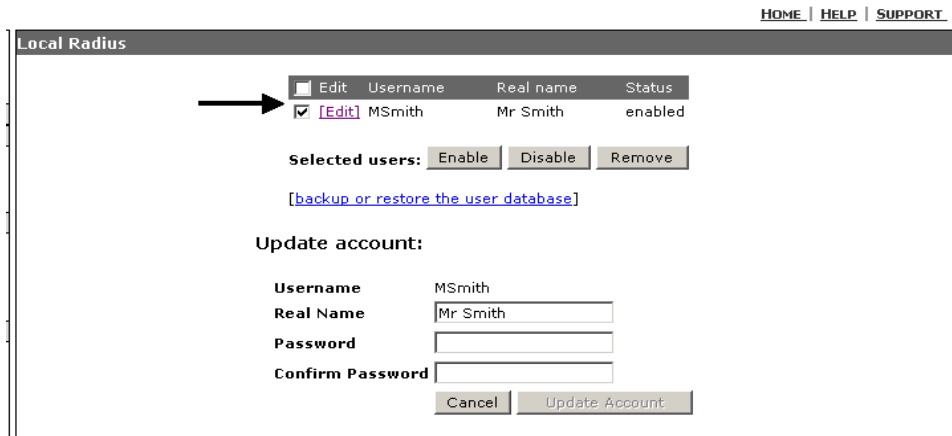 HOME | HELP | SUPPORT
Local Radius
Edit Username Real name Status
[Edit] MSmith Mr Smith enabled
Selected users: Enable Disable Remove
[backup or restore the user database]
Update account:
Username MSmith
Real Name Mr Smith
Password
Confirm Password
Cancel Update Account